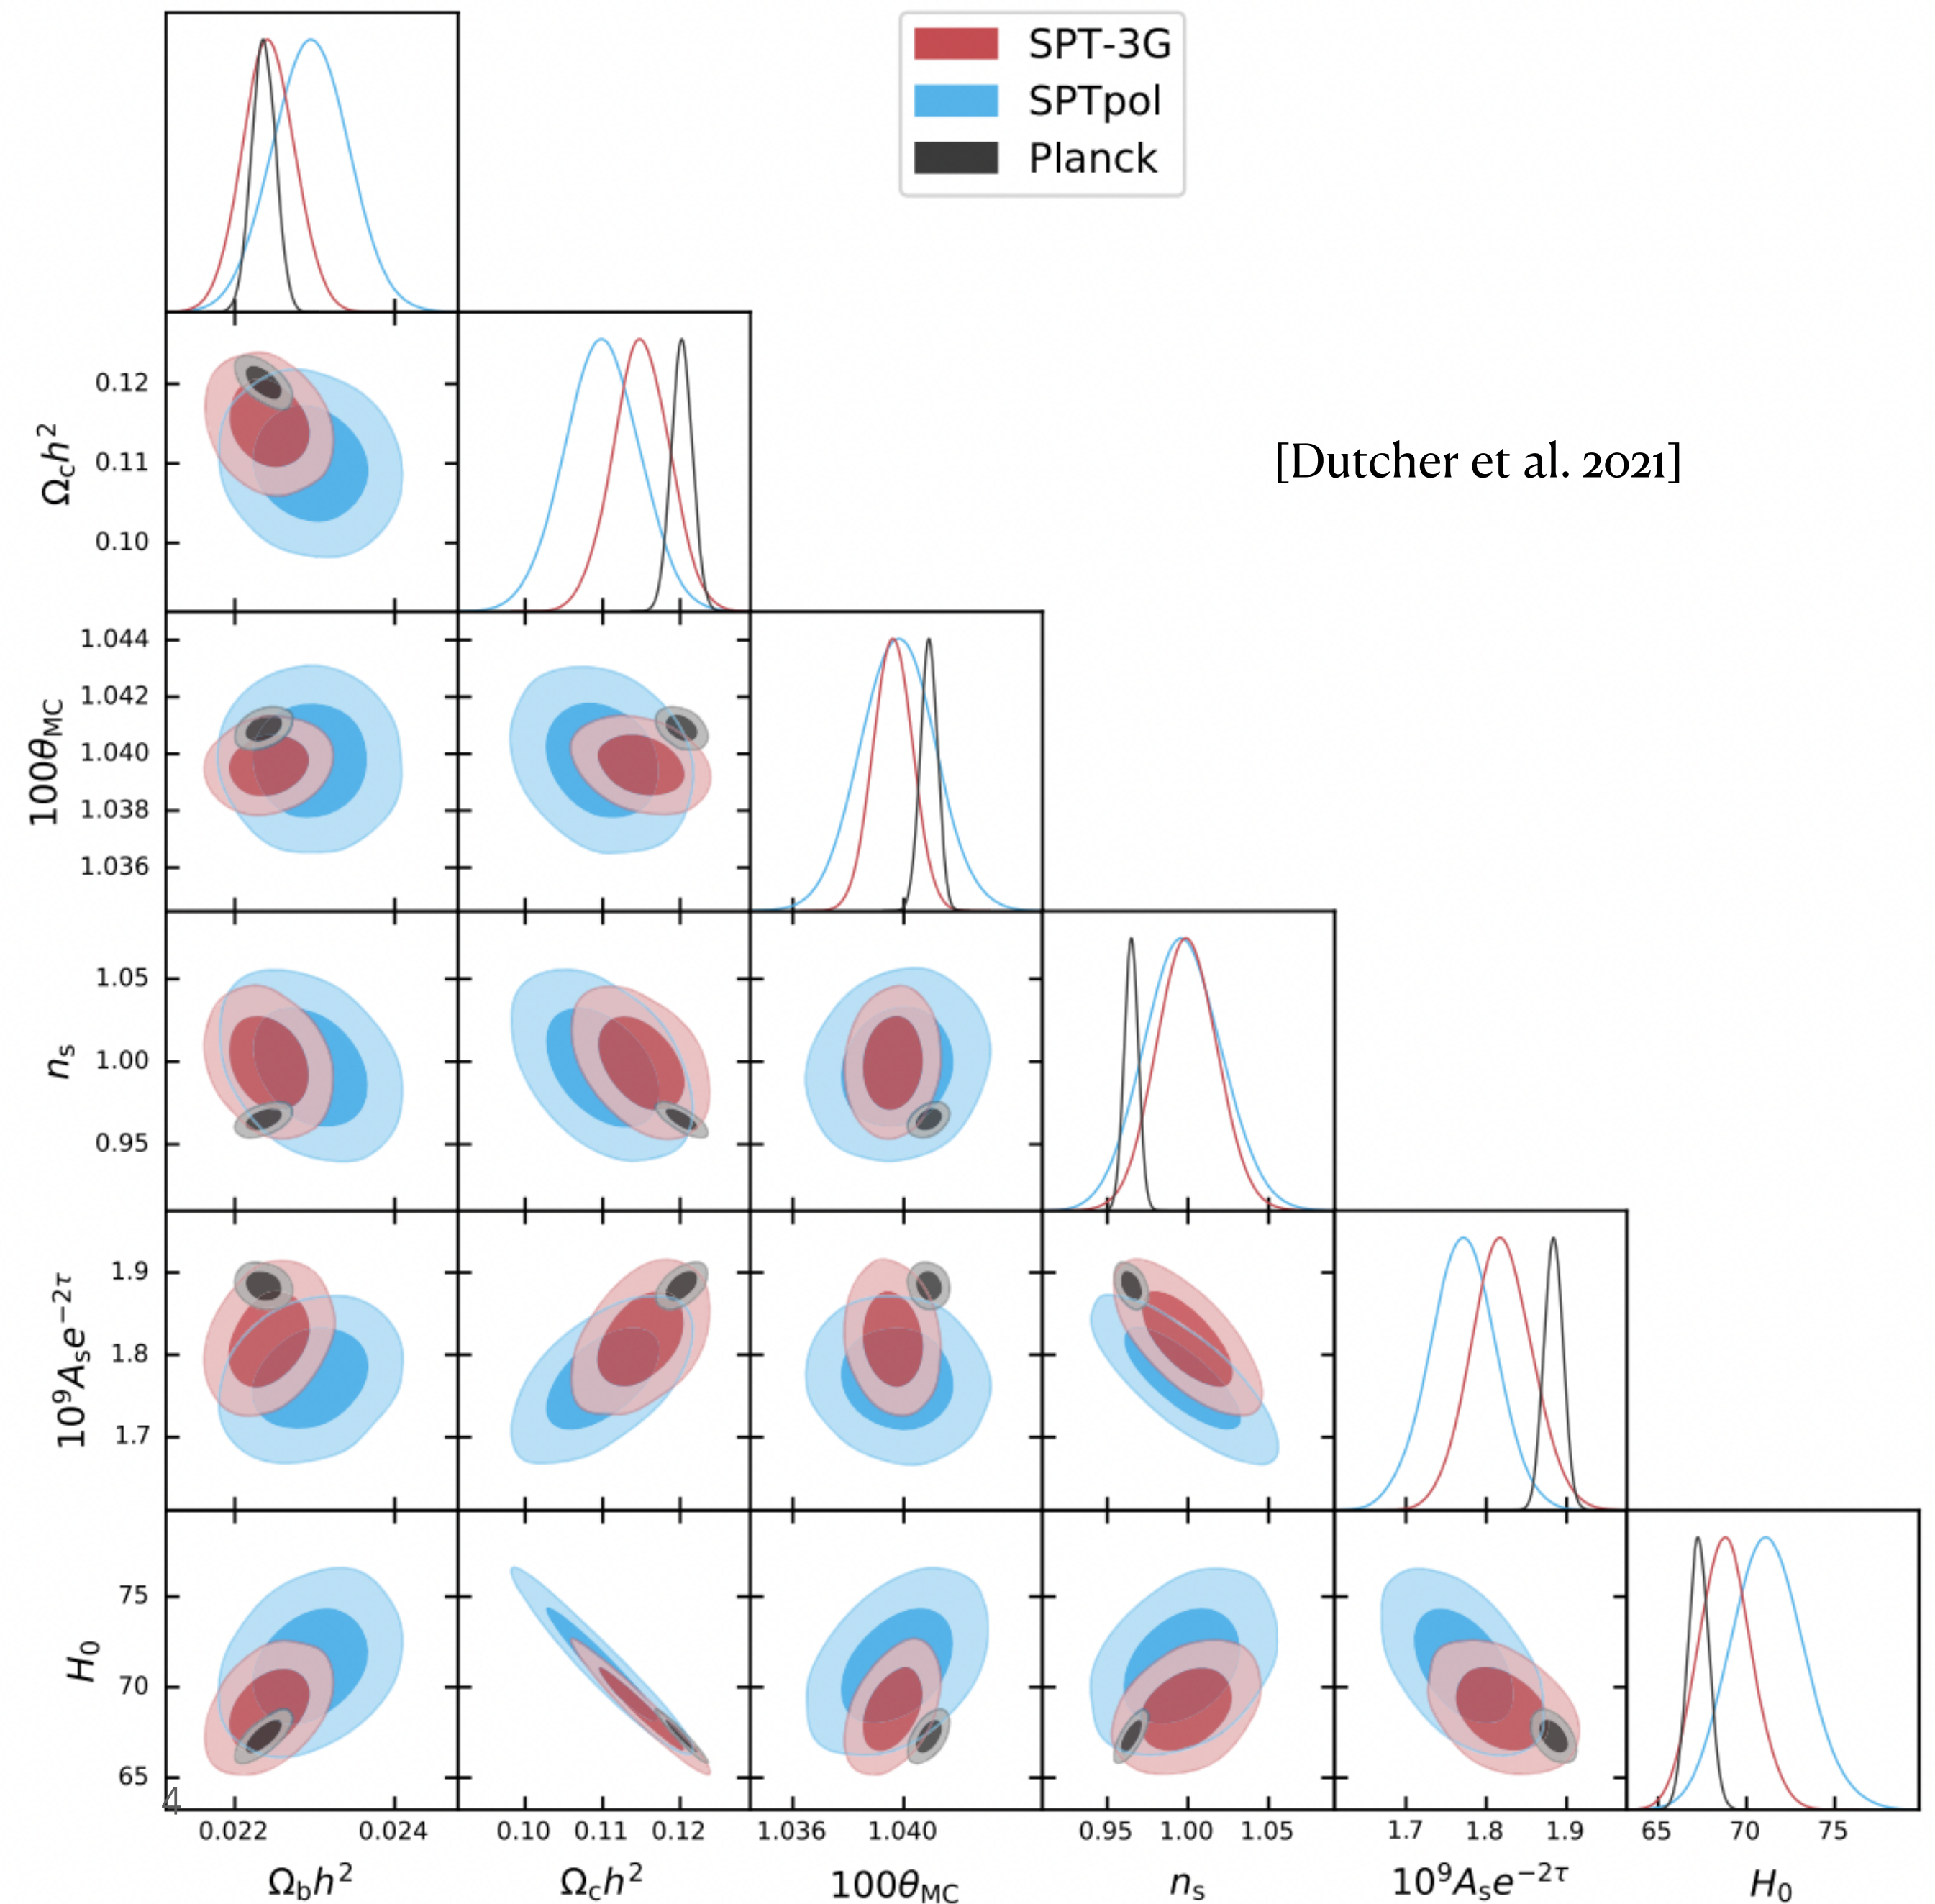 SPT-3G
SPTpol
Planck
[Dutcher et al. 2021]
Ωch²
0.12
0.11
0.10
100θMC
1.044
1.042
1.040
1.038
1.036
ns
1.05
1.00
0.95
10⁹Ase⁻²τ
1.9
1.8
1.7
H₀
75
70
65
4
0.022 0.024 0.10 0.11 0.12 1.036 1.040 0.95 1.00 1.05 1.7 1.8 1.9 65 70 75
Ωbh² Ωch² 100θMC ns 10⁹Ase⁻²τ H₀